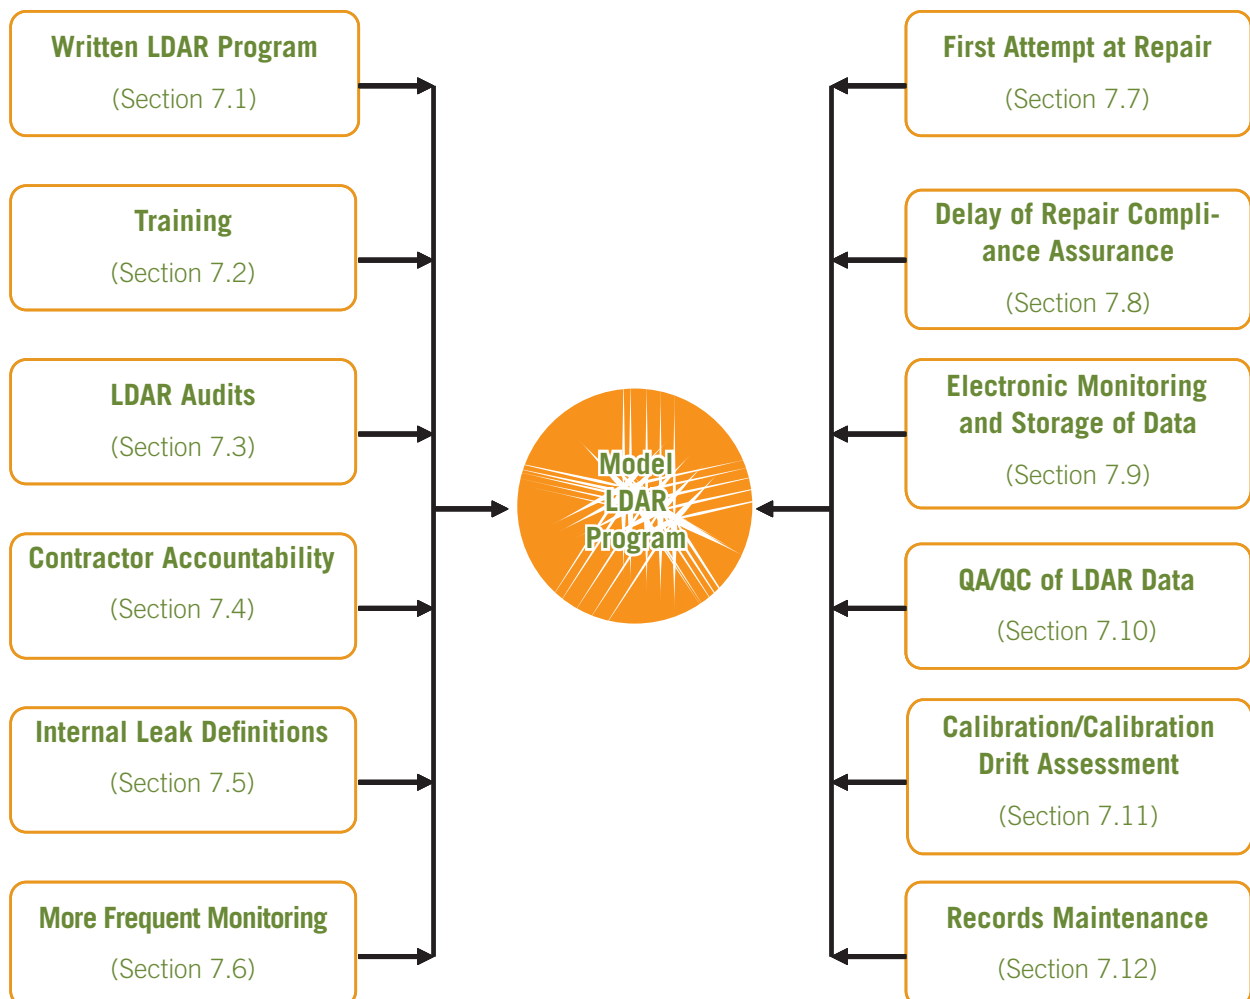 Written LDAR Program
(Section 7.1)
Training
(Section 7.2)
LDAR Audits
(Section 7.3)
Contractor Accountability
(Section 7.4)
Internal Leak Definitions
(Section 7.5)
More Frequent Monitoring
(Section 7.6)
Model
LDAR
Program
First Attempt at Repair
(Section 7.7)
Delay of Repair Compli-
ance Assurance
(Section 7.8)
Electronic Monitoring
and Storage of Data
(Section 7.9)
QA/QC of LDAR Data
(Section 7.10)
Calibration/Calibration
Drift Assessment
(Section 7.11)
Records Maintenance
(Section 7.12)